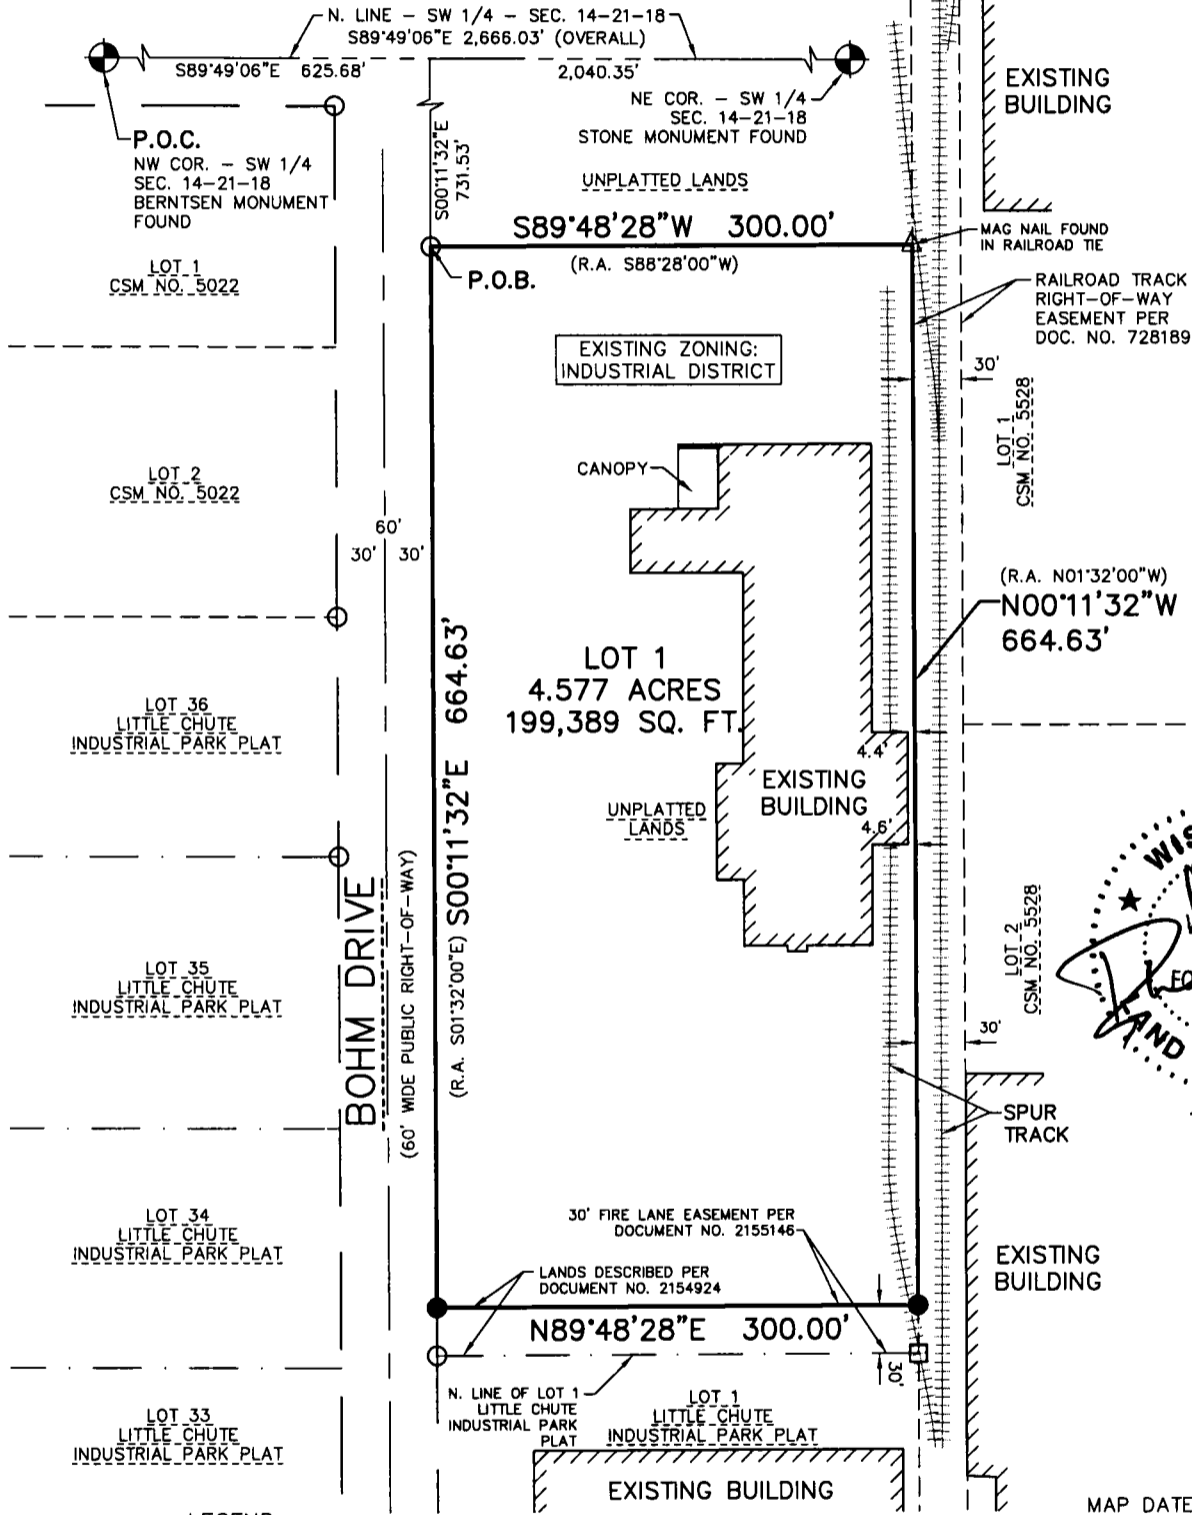 N. LINE – SW 1/4 – SEC. 14–21–18
S89°49'06"E 2,666.03' (OVERALL)
S89°49'06"E 625.68'
2,040.35'
P.O.C.
NW COR. – SW 1/4
SEC. 14–21–18
BERNTSEN MONUMENT
FOUND
NE COR. – SW 1/4
SEC. 14–21–18
STONE MONUMENT FOUND
EXISTING
BUILDING
S00°11'32"E
731.53'
UNPLATTED LANDS
S89°48'28"W 300.00'
(R.A. S88°28'00"W)
P.O.B.
MAG NAIL FOUND
IN RAILROAD TIE
RAILROAD TRACK
RIGHT–OF–WAY
EASEMENT PER
DOC. NO. 728189
LOT 1
CSM NO. 5022
EXISTING ZONING:
INDUSTRIAL DISTRICT
30'
LOT 1
CSM NO. 5528
CANOPY
LOT 2
CSM NO. 5022
60'
30' 30'
(R.A. N01°32'00"W)
N00°11'32"W
664.63'
LOT 1
4.577 ACRES
199,389 SQ. FT.
LOT 36
LITTLE CHUTE
INDUSTRIAL PARK PLAT
4.4'
EXISTING
BUILDING
UNPLATTED
LANDS
4.6'
(R.A. S01°32'00"E) S00°11'32"E 664.63'
BOHM DRIVE
(60' WIDE PUBLIC RIGHT–OF–WAY)
LOT 35
LITTLE CHUTE
INDUSTRIAL PARK PLAT
LOT 2
CSM NO. 5528
WIS
AND
30'
SPUR
TRACK
LOT 34
LITTLE CHUTE
INDUSTRIAL PARK PLAT
30' FIRE LANE EASEMENT PER
DOCUMENT NO. 2155146
EXISTING
BUILDING
LANDS DESCRIBED PER
DOCUMENT NO. 2154924
N89°48'28"E 300.00'
30'
N. LINE OF LOT 1
LITTLE CHUTE
INDUSTRIAL PARK
PLAT
LOT 1
LITTLE CHUTE
INDUSTRIAL PARK PLAT
LOT 33
LITTLE CHUTE
INDUSTRIAL PARK PLAT
EXISTING BUILDING
MAP DATE
LEGEND